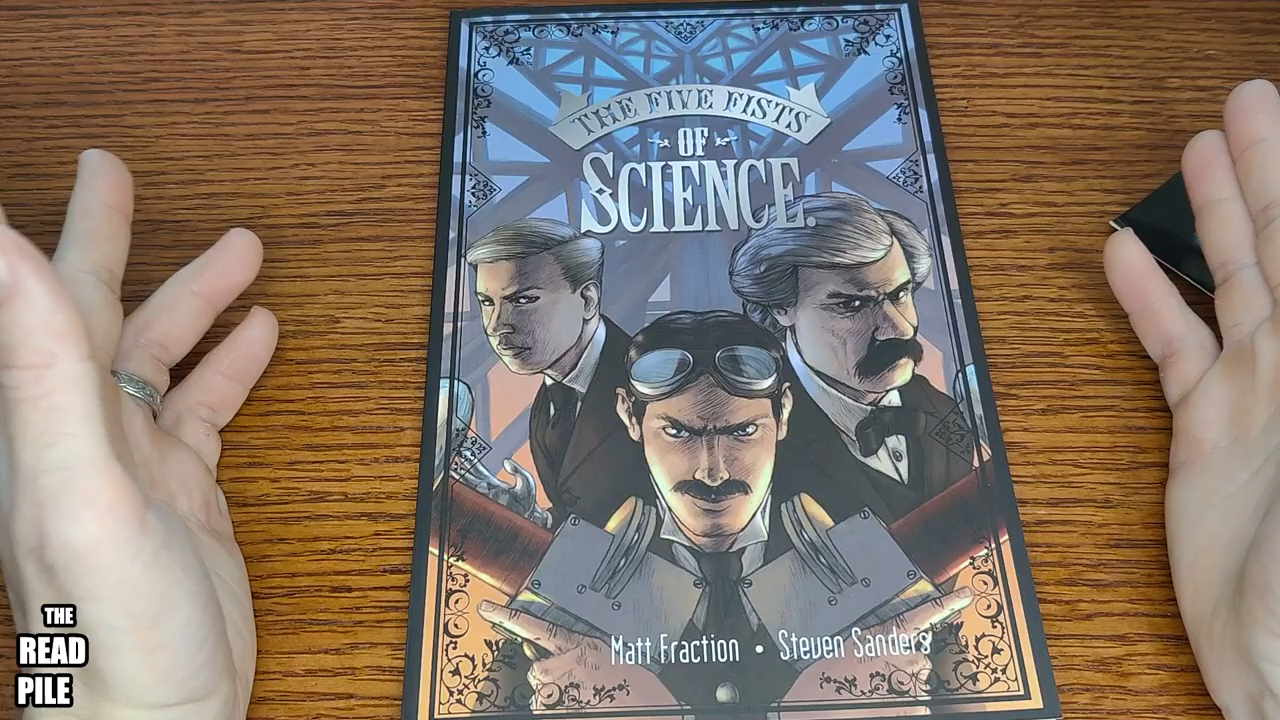 THE FIVE FISTS
OF
SCIENCE.
Matt Fraction • Steven Sanders
THE
READ
PILE